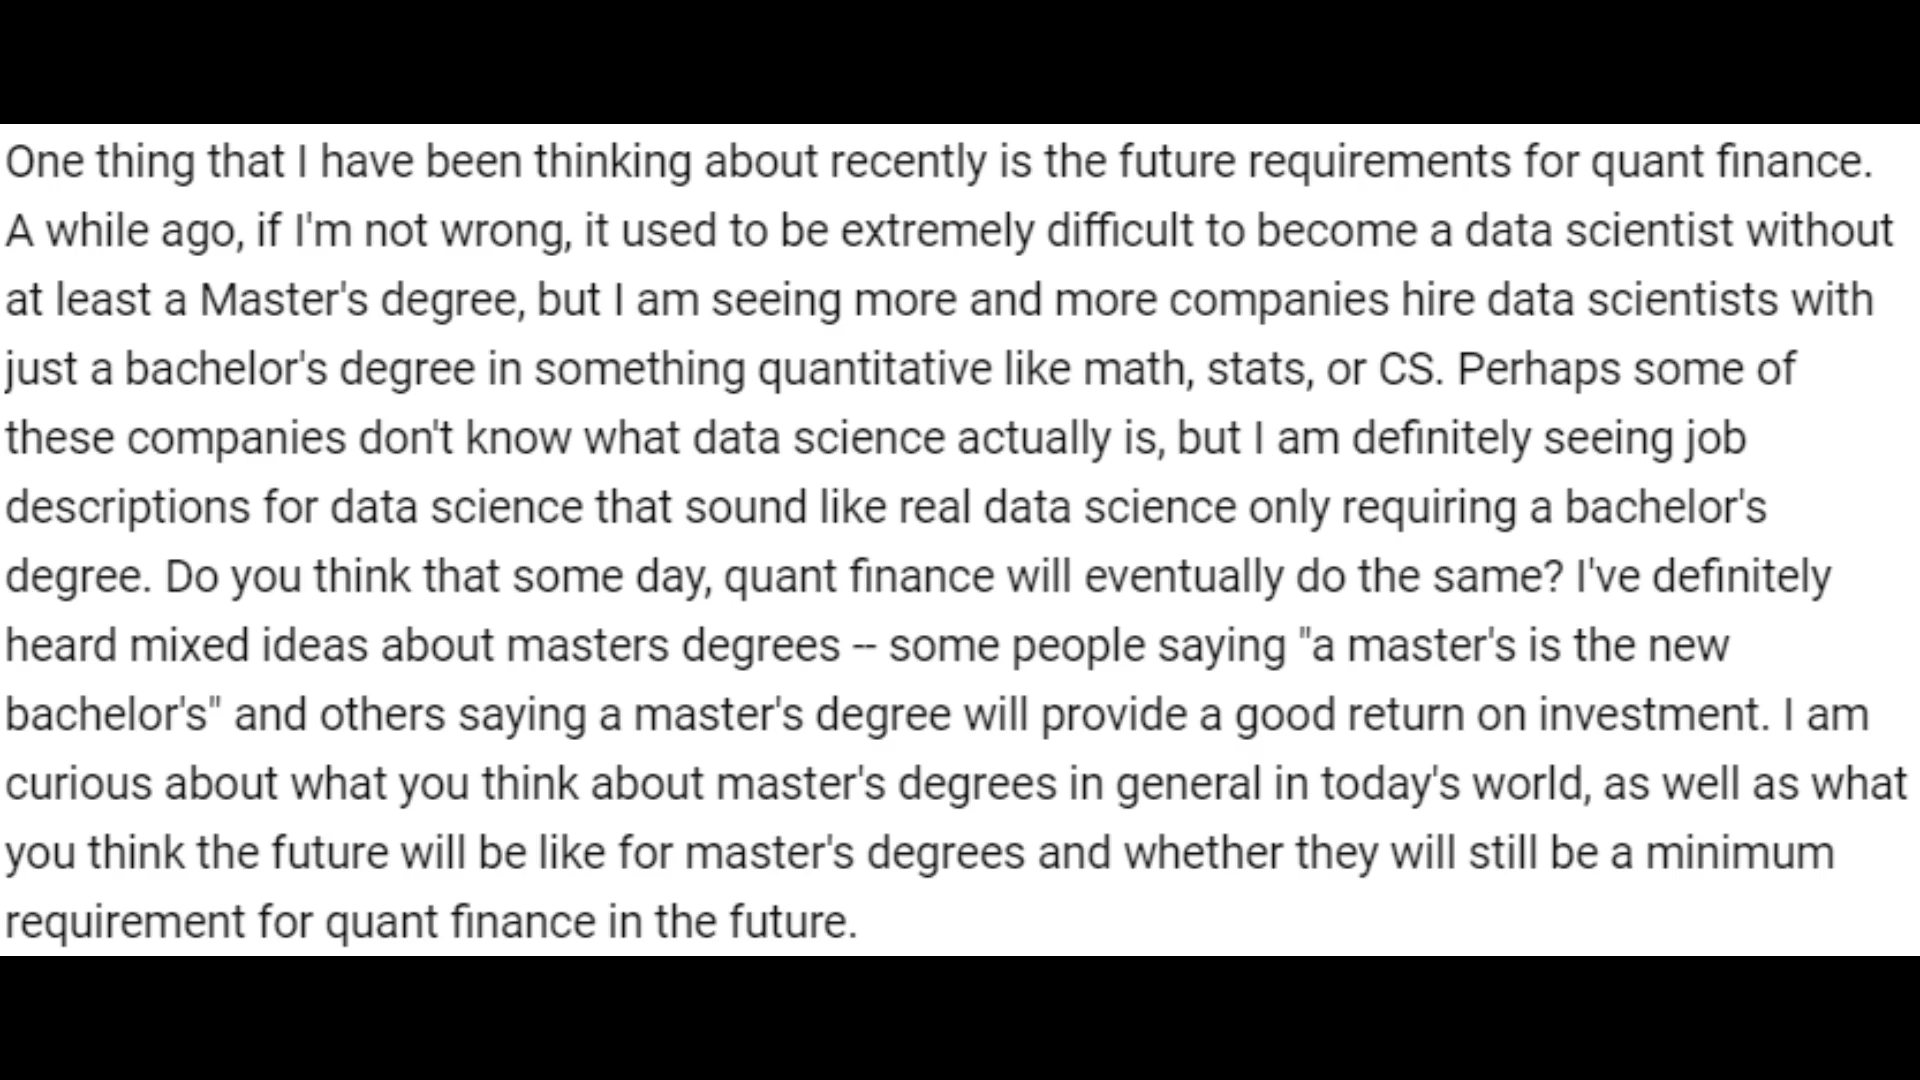 One thing that I have been thinking about recently is the future requirements for quant finance.
A while ago, if I'm not wrong, it used to be extremely difficult to become a data scientist without
at least a Master's degree, but I am seeing more and more companies hire data scientists with
just a bachelor's degree in something quantitative like math, stats, or CS. Perhaps some of
these companies don't know what data science actually is, but I am definitely seeing job
descriptions for data science that sound like real data science only requiring a bachelor's
degree. Do you think that some day, quant finance will eventually do the same? I've definitely
heard mixed ideas about masters degrees -- some people saying "a master's is the new
bachelor's" and others saying a master's degree will provide a good return on investment. I am
curious about what you think about master's degrees in general in today's world, as well as what
you think the future will be like for master's degrees and whether they will still be a minimum
requirement for quant finance in the future.